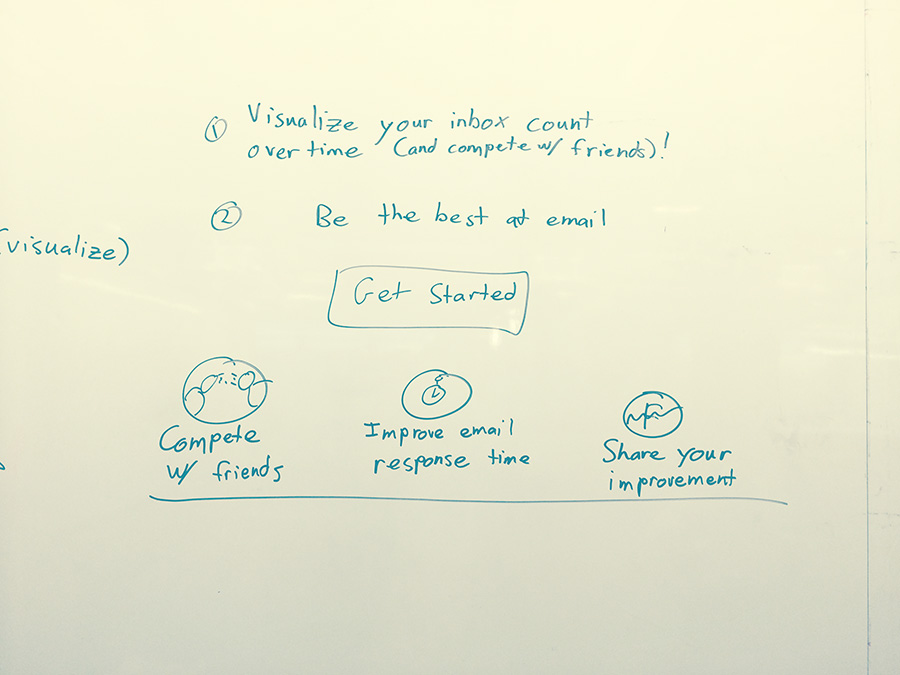 ① Visualize your inbox count
over time (and compete w/ friends)!
② Be the best at email
(visualize)
Get Started
Compete
w/ friends
Improve email
response time
Share your
improvement